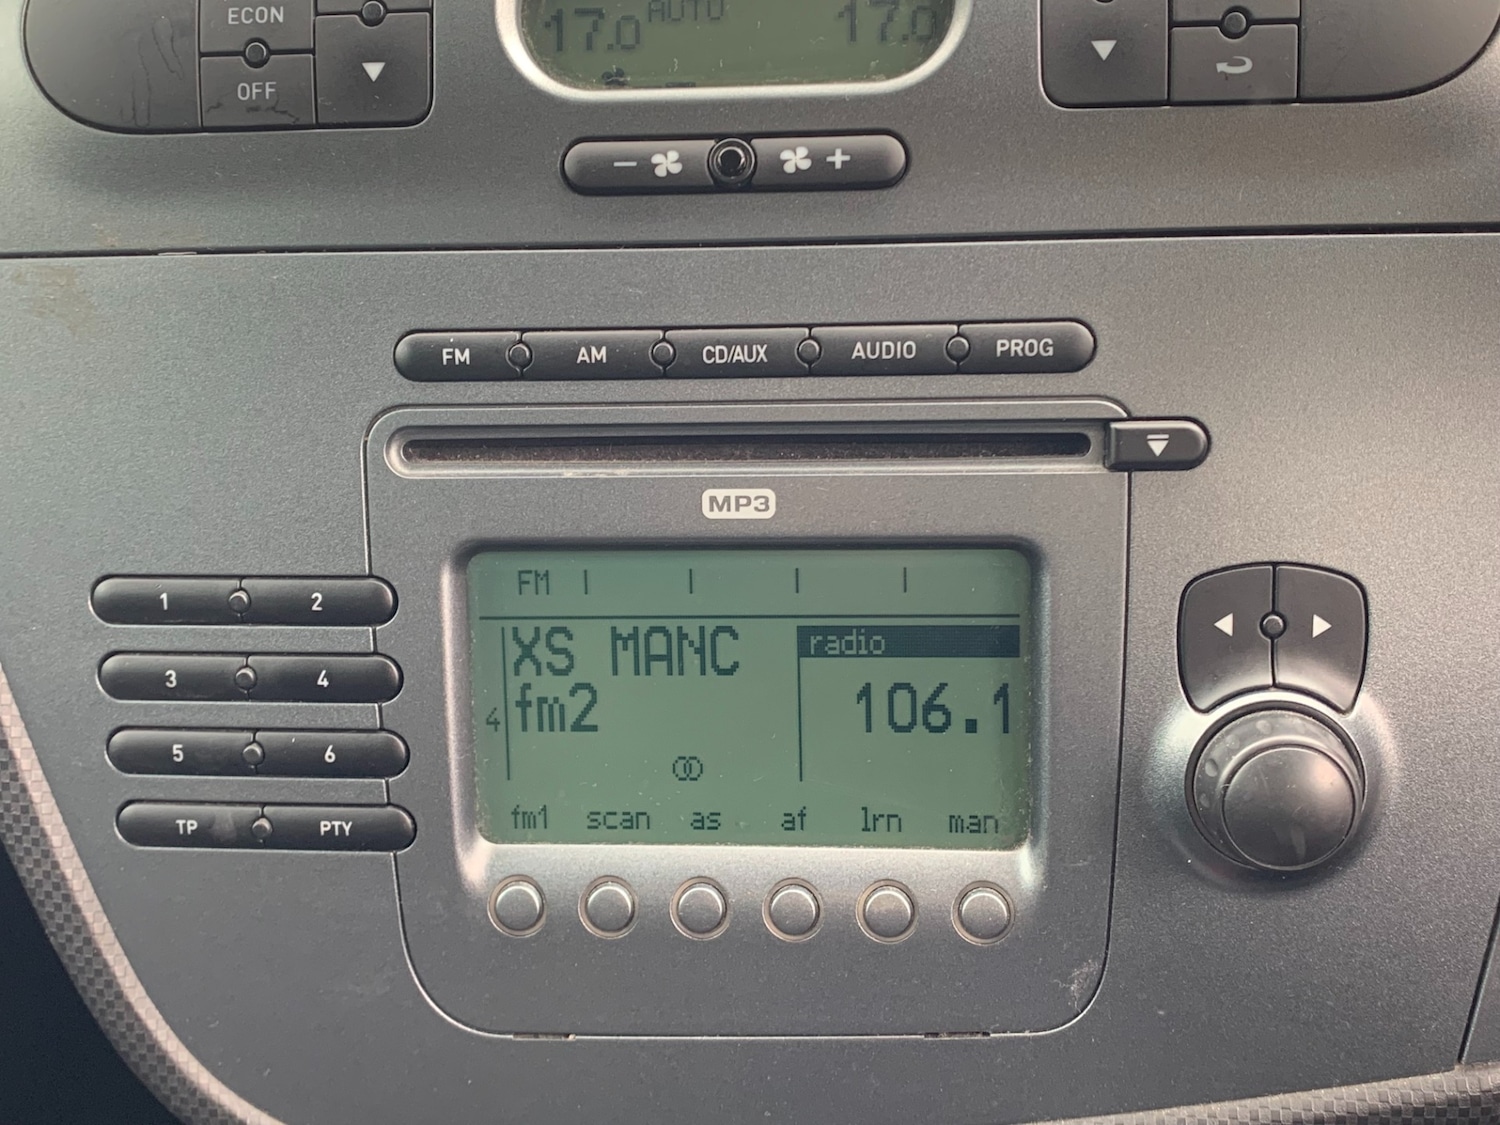 ECON
OFF
17.0 AUTO 17.0
- +
FM AM CD/AUX AUDIO PROG
MP3
FM
XS MANC radio
4 fm2 106.1
fm1 scan as af lrn man
1 2
3 4
5 6
TP PTY